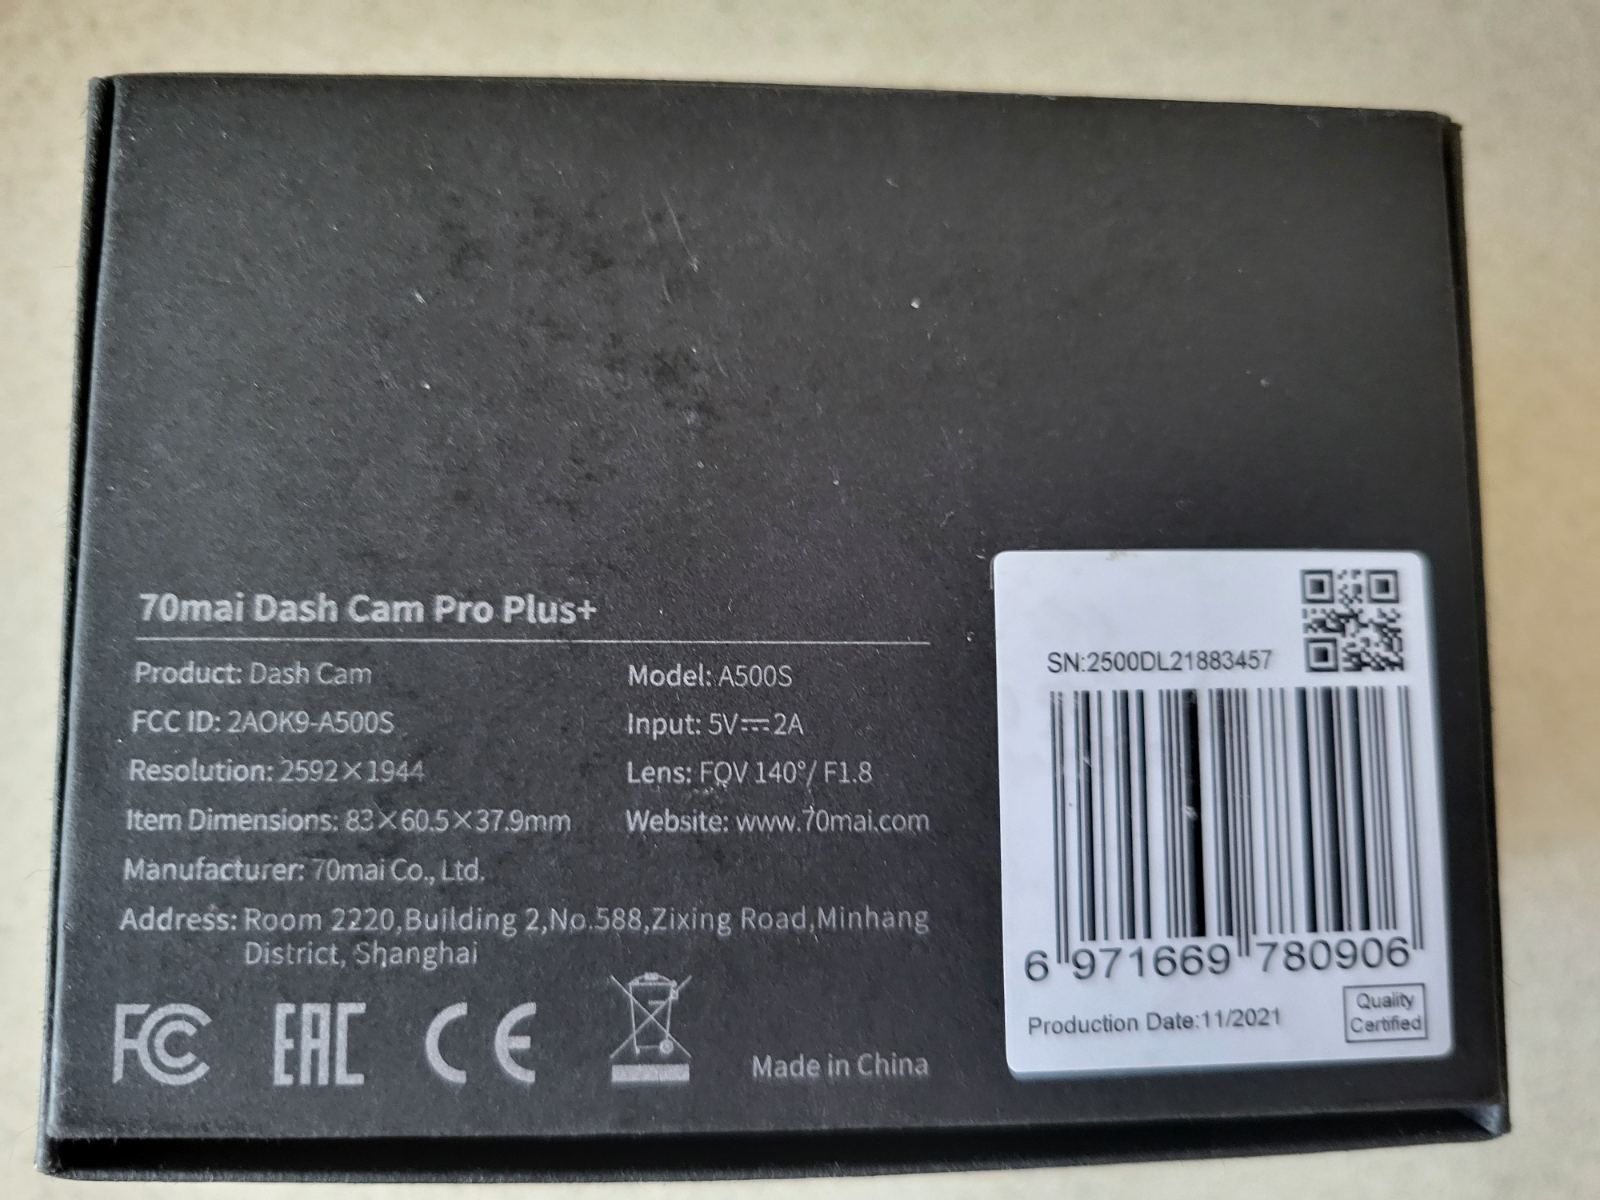 70mai Dash Cam Pro Plus+
Product: Dash Cam
Model: A500S
FCC ID: 2AOK9-A500S
Input: 5V⎓2A
Resolution: 2592×1944
Lens: FOV 140°/ F1.8
Item Dimensions: 83×60.5×37.9mm
Website: www.70mai.com
Manufacturer: 70mai Co., Ltd.
Address: Room 2220,Building 2,No.588,Zixing Road,Minhang
District, Shanghai
FC EAC CE
Made in China
SN:2500DL21883457
6 971669 780906
Production Date:11/2021
Quality
Certified